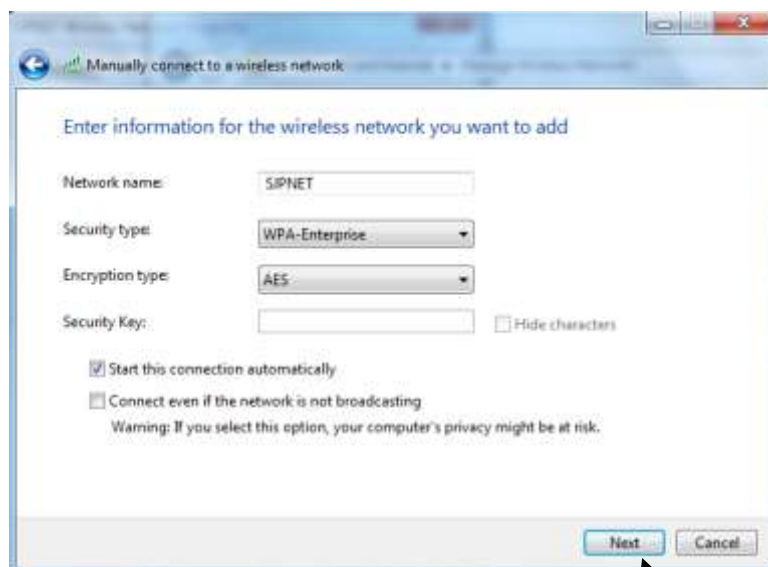 Manually connect to a wireless network
Enter information for the wireless network you want to add
Network name:
SIPNET
Security type:
WPA-Enterprise
Encryption type:
AES
Security Key:
Hide characters
Start this connection automatically
Connect even if the network is not broadcasting
Warning: If you select this option, your computer's privacy might be at risk.
Next
Cancel